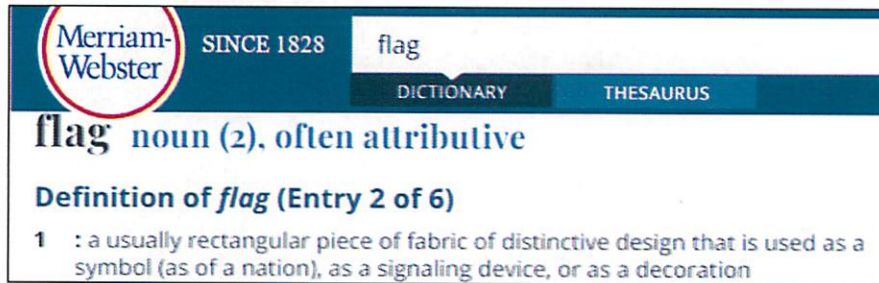 Merriam-
Webster
SINCE 1828
flag
DICTIONARY
THESAURUS
flag noun (2), often attributive
Definition of flag (Entry 2 of 6)
1 : a usually rectangular piece of fabric of distinctive design that is used as a
symbol (as of a nation), as a signaling device, or as a decoration